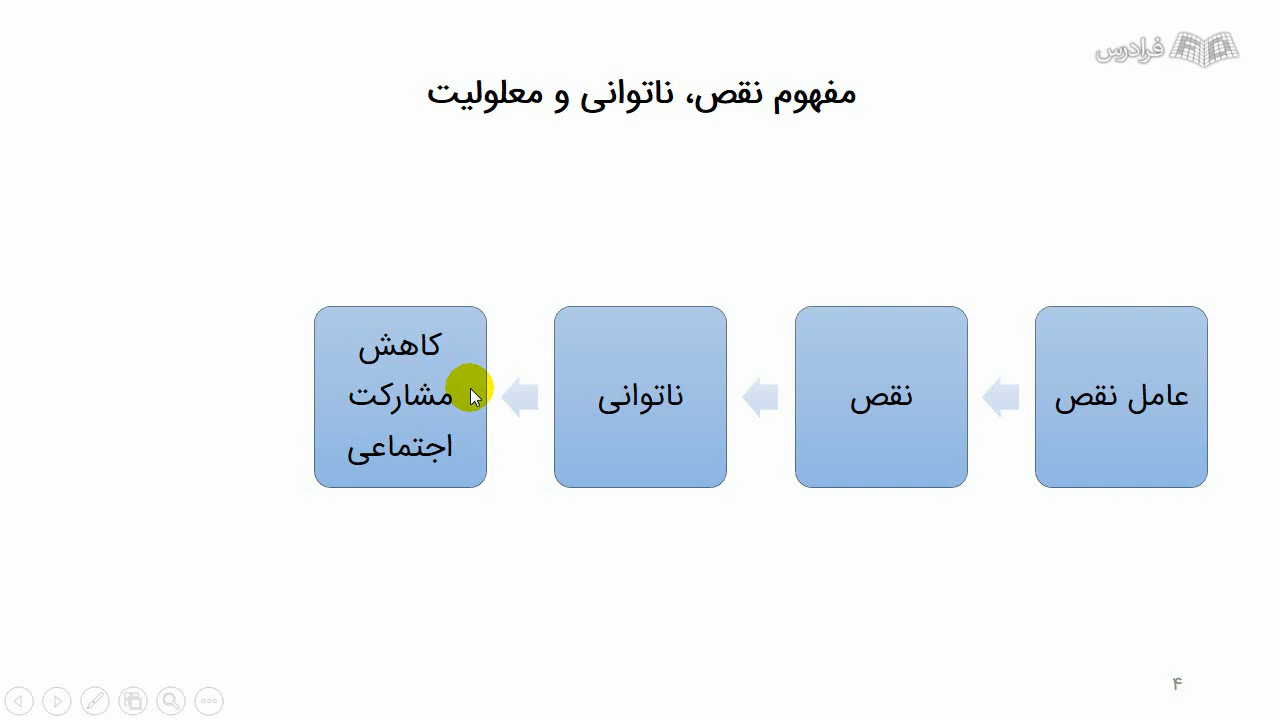 فرادرس
مفهوم نقص، ناتوانی و معلولیت
عامل نقص
نقص
ناتوانی
کاهش
مشارکت
اجتماعی
۴